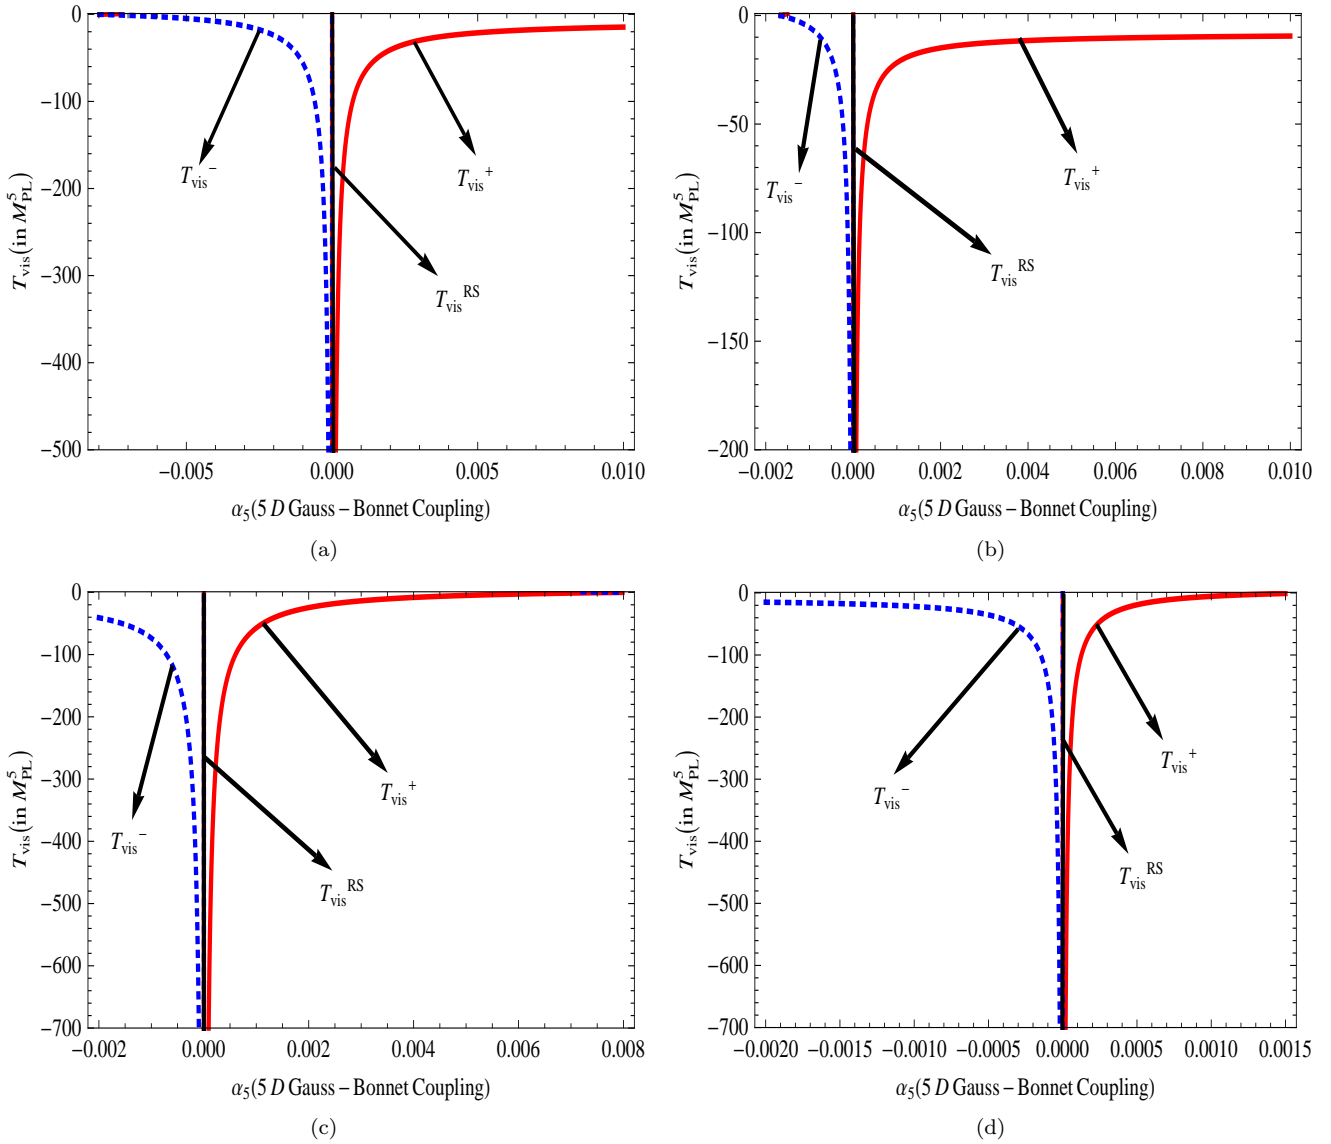 0
−100
−200
−300
−400
−500
−0.005 0.000 0.005 0.010
T_vis (in M_PL^5)
α_5 (5 D Gauss − Bonnet Coupling)
T_vis^−
T_vis^+
T_vis^RS
(a)
0
−50
−100
−150
−200
−0.002 0.000 0.002 0.004 0.006 0.008 0.010
T_vis (in M_PL^5)
α_5 (5 D Gauss − Bonnet Coupling)
T_vis^−
T_vis^+
T_vis^RS
(b)
0
−100
−200
−300
−400
−500
−600
−700
−0.002 0.000 0.002 0.004 0.006 0.008
T_vis (in M_PL^5)
α_5 (5 D Gauss − Bonnet Coupling)
T_vis^−
T_vis^+
T_vis^RS
(c)
0
−100
−200
−300
−400
−500
−600
−700
−0.0020 −0.0015 −0.0010 −0.0005 0.0000 0.0005 0.0010 0.0015
T_vis (in M_PL^5)
α_5 (5 D Gauss − Bonnet Coupling)
T_vis^−
T_vis^+
T_vis^RS
(d)